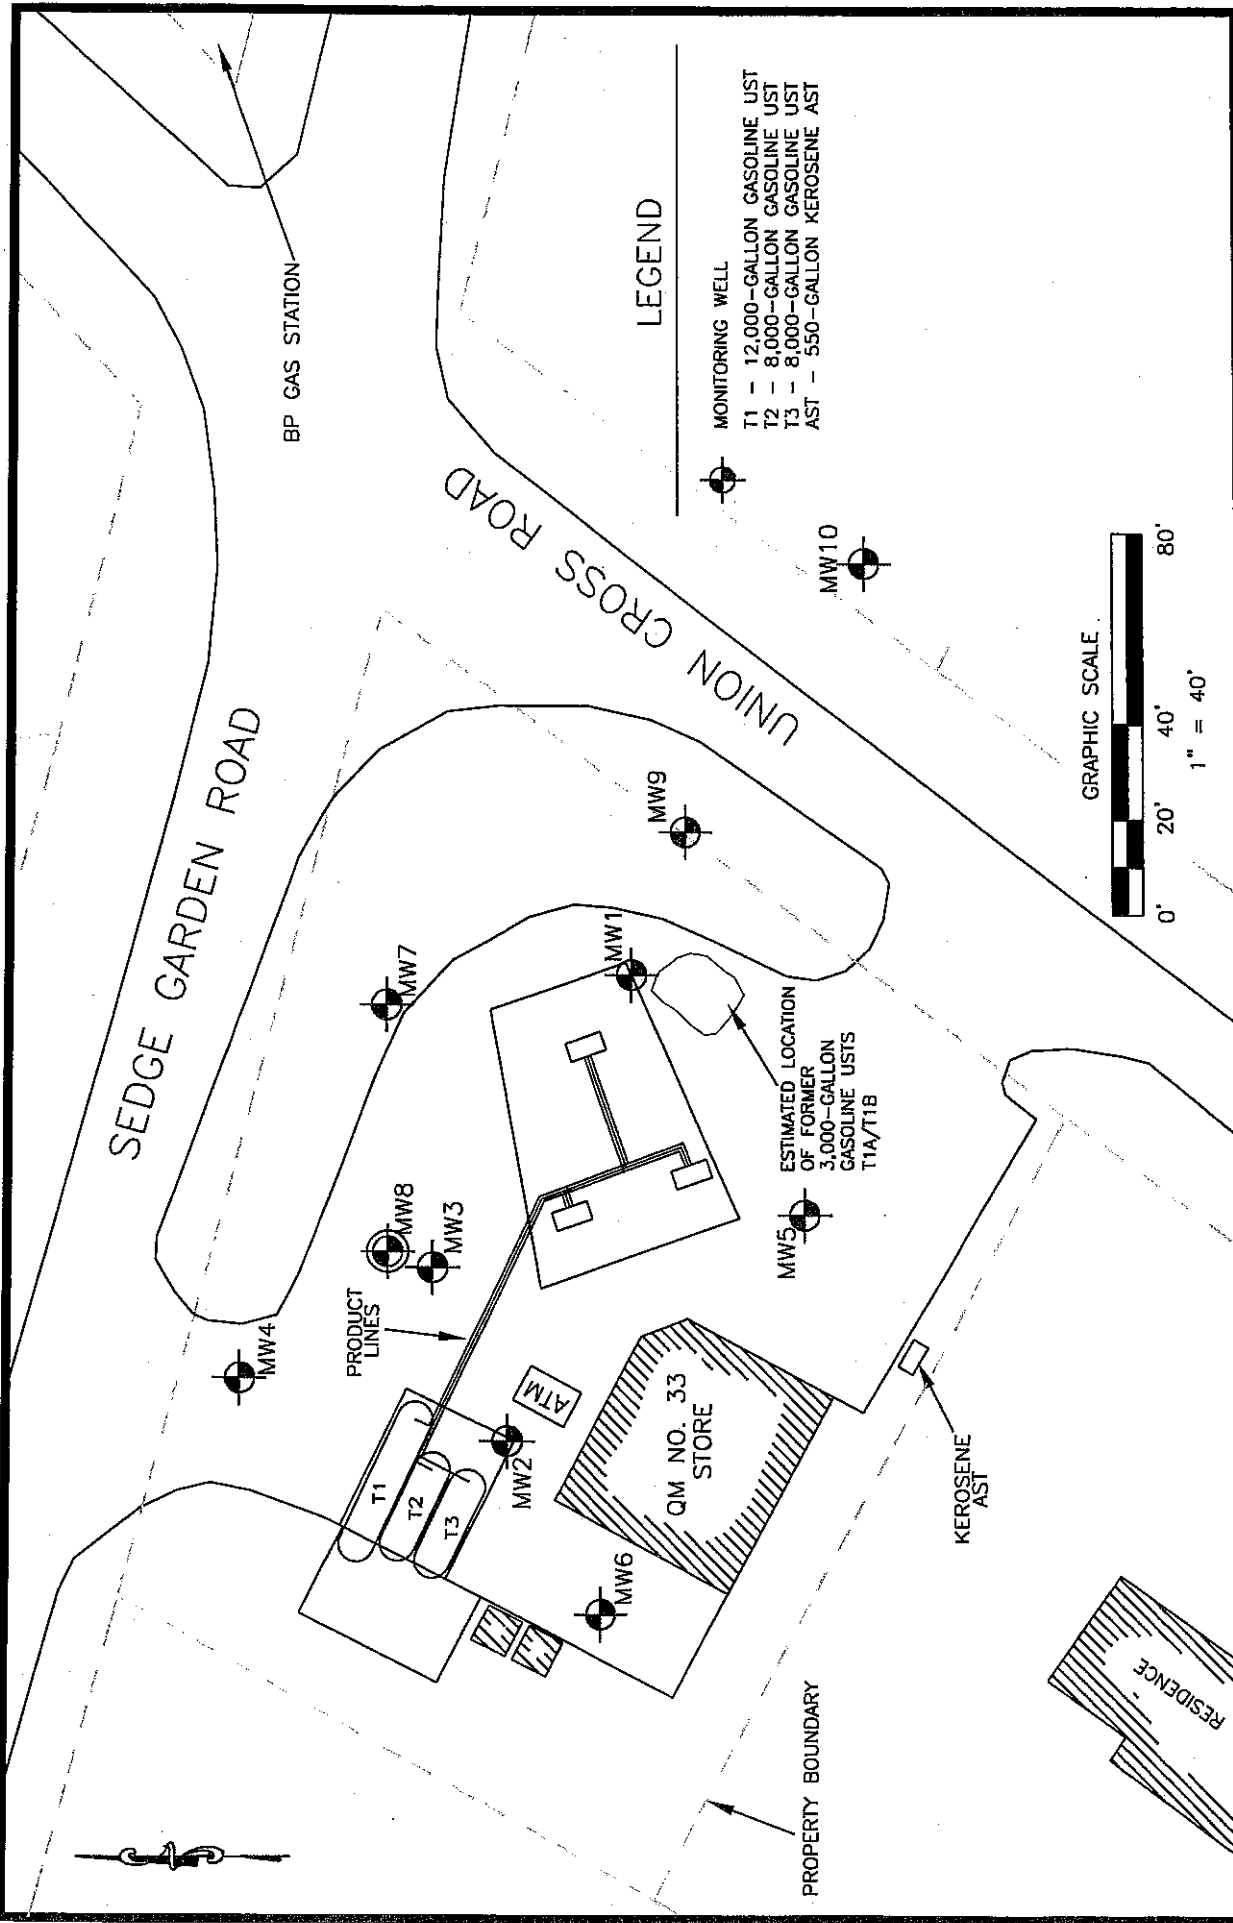 BP GAS STATION
SEDGE GARDEN ROAD
UNION CROSS ROAD
LEGEND
MONITORING WELL
T1 - 12,000-GALLON GASOLINE UST
T2 - 8,000-GALLON GASOLINE UST
T3 - 8,000-GALLON GASOLINE UST
AST - 550-GALLON KEROSENE AST
MW4
MW8
MW3
MW7
MW9
MW10
MW1
PRODUCT
LINES
T1
T2
T3
MW2
ATM
MW6
MW5
QM NO. 33
STORE
ESTIMATED LOCATION
OF FORMER
3,000-GALLON
GASOLINE USTS
T1A/T1B
KEROSENE
AST
PROPERTY BOUNDARY
RESIDENCE
GRAPHIC SCALE
0' 20' 40' 80'
1" = 40'